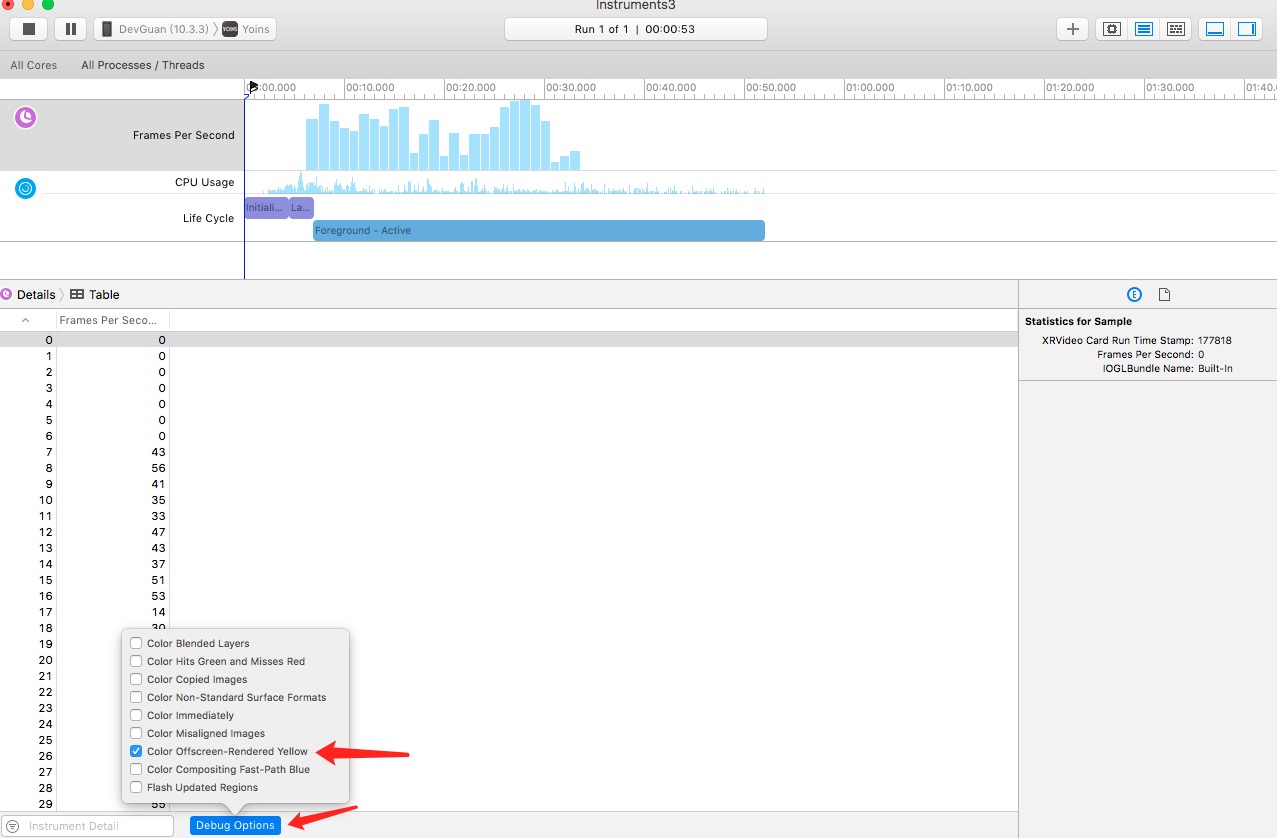 Instruments3
DevGuan (10.3.3) 〉 YOINS Yoins
Run 1 of 1 | 00:00:53
All Cores All Processes / Threads
00:10.000 00:20.000 00:30.000 00:40.000 00:50.000 01:00.000 01:10.000 01:20.000 01:30.000 01:40.
Frames Per Second
CPU Usage
Life Cycle
Initiali... La...
Foreground - Active
Details 〉 Table
Frames Per Seco...
0 0
1 0
2 0
3 0
4 0
5 0
6 0
7 43
8 56
9 41
10 35
11 33
12 47
13 43
14 37
15 51
16 53
17 14
18 30
19
20
21
22
23
24
25
26
27
28
29 55
Color Blended Layers
Color Hits Green and Misses Red
Color Copied Images
Color Non-Standard Surface Formats
Color Immediately
Color Misaligned Images
Color Offscreen-Rendered Yellow
Color Compositing Fast-Path Blue
Flash Updated Regions
Instrument Detail
Debug Options
E
Statistics for Sample
XRVideo Card Run Time Stamp: 177818
Frames Per Second: 0
IOGLBundle Name: Built-In